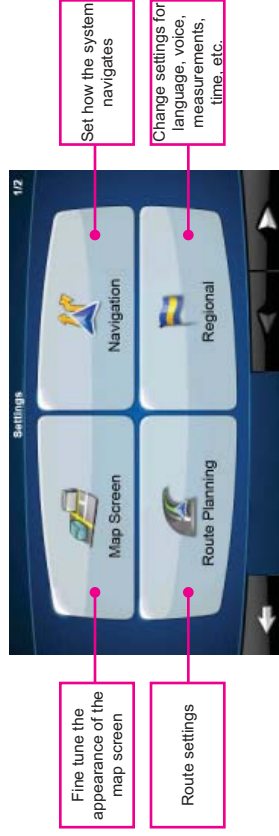 Settings
1/2
Map Screen
Navigation
Route Planning
Regional
Fine tune the
appearance of the
map screen
Route settings
Set how the system
navigates
Change settings for
language, voice,
measurements,
time, etc.